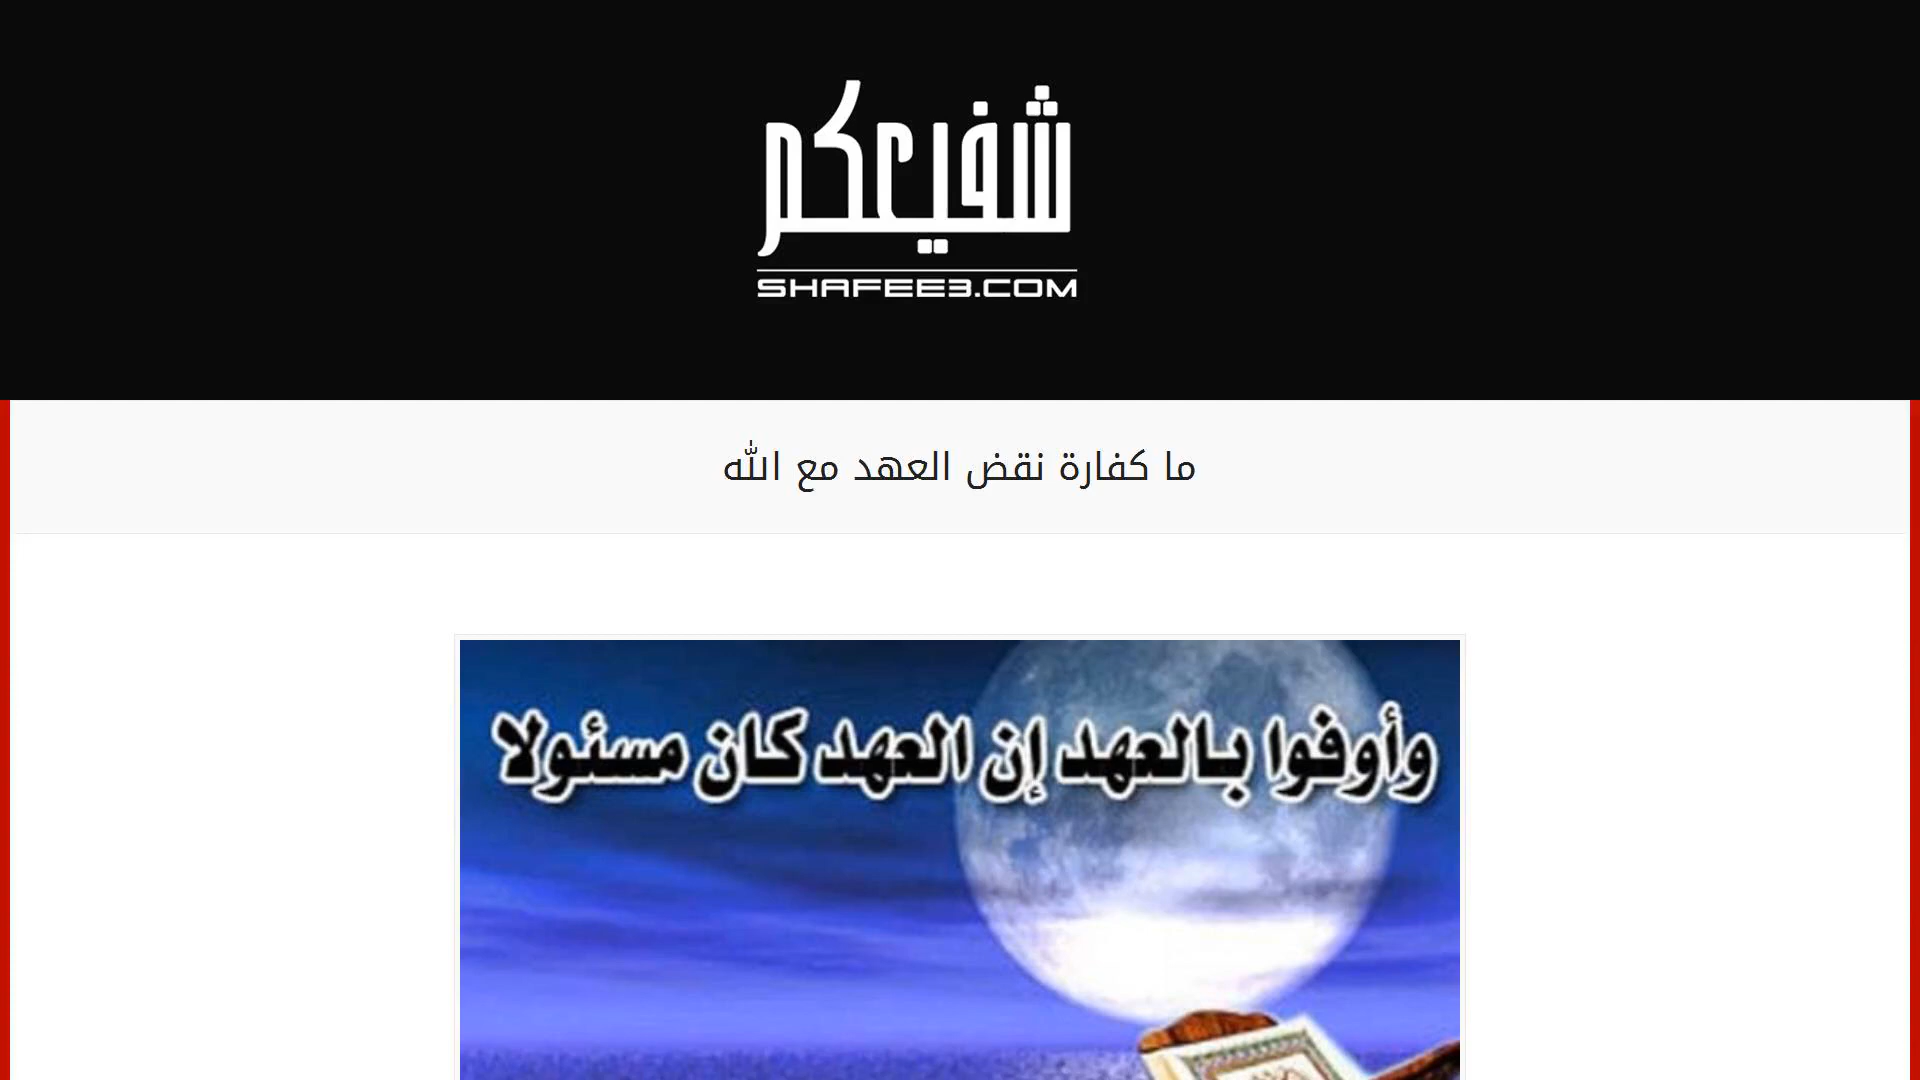 شفيعكم
SHAFEE3.COM
ما كفارة نقض العهد مع الله
وأوفوا بالعهد إن العهد كان مسئولا